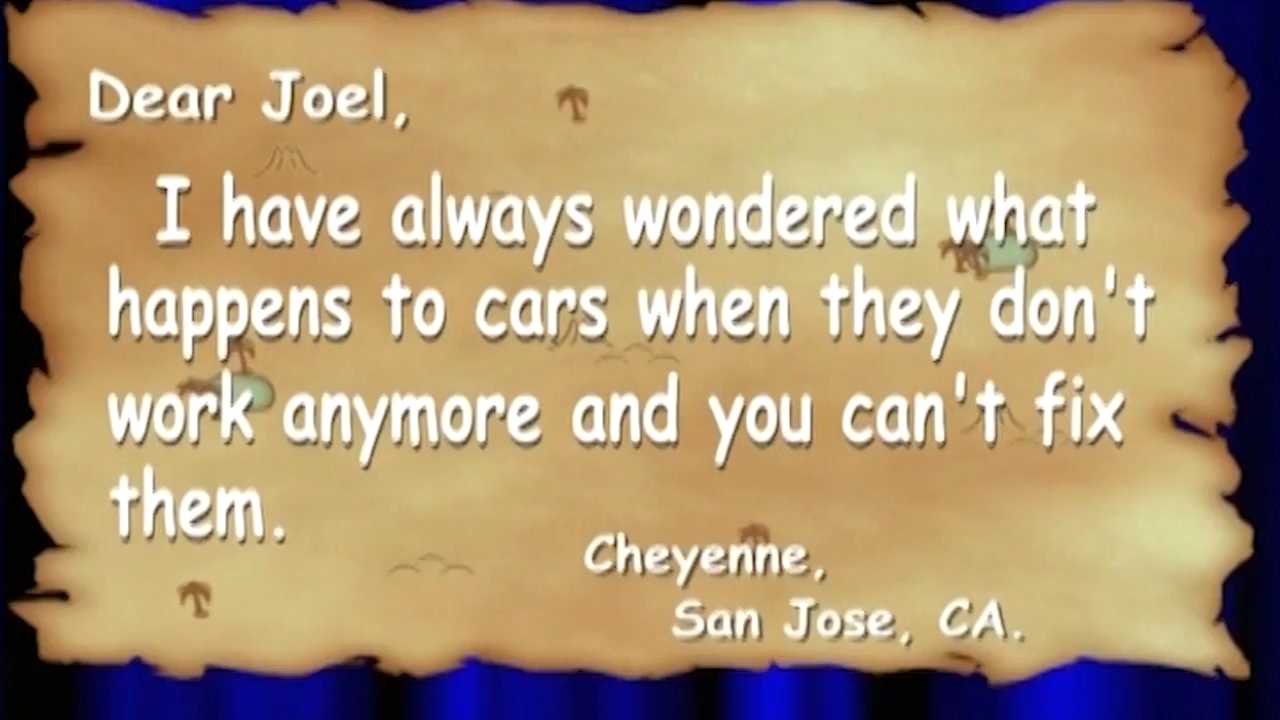 Dear Joel,
I have always wondered what
happens to cars when they don't
work anymore and you can't fix
them.
Cheyenne,
San Jose, CA.